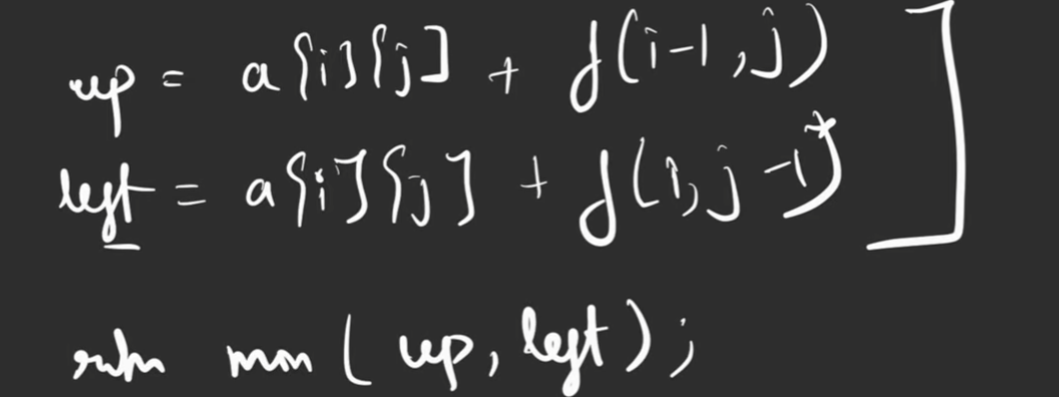 up = a[i][j] + f(i-1, j)
left = a[i][j] + f(i, j-1)
return min(up, left);